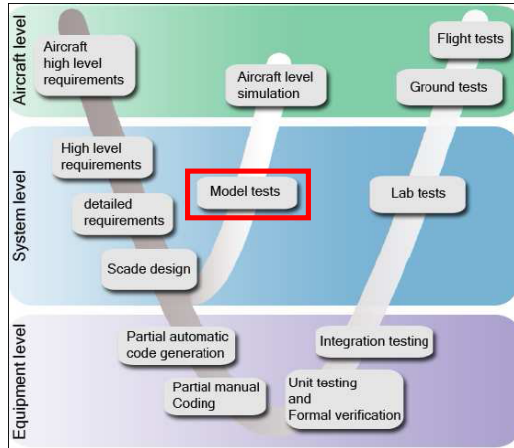 Aircraft level
Aircraft
high level
requirements
Aircraft level
simulation
Flight tests
Ground tests
System level
High level
requirements
detailed
requirements
Scade design
Model tests
Lab tests
Equipment level
Partial automatic
code generation
Partial manual
Coding
Integration testing
Unit testing
and
Formal verification